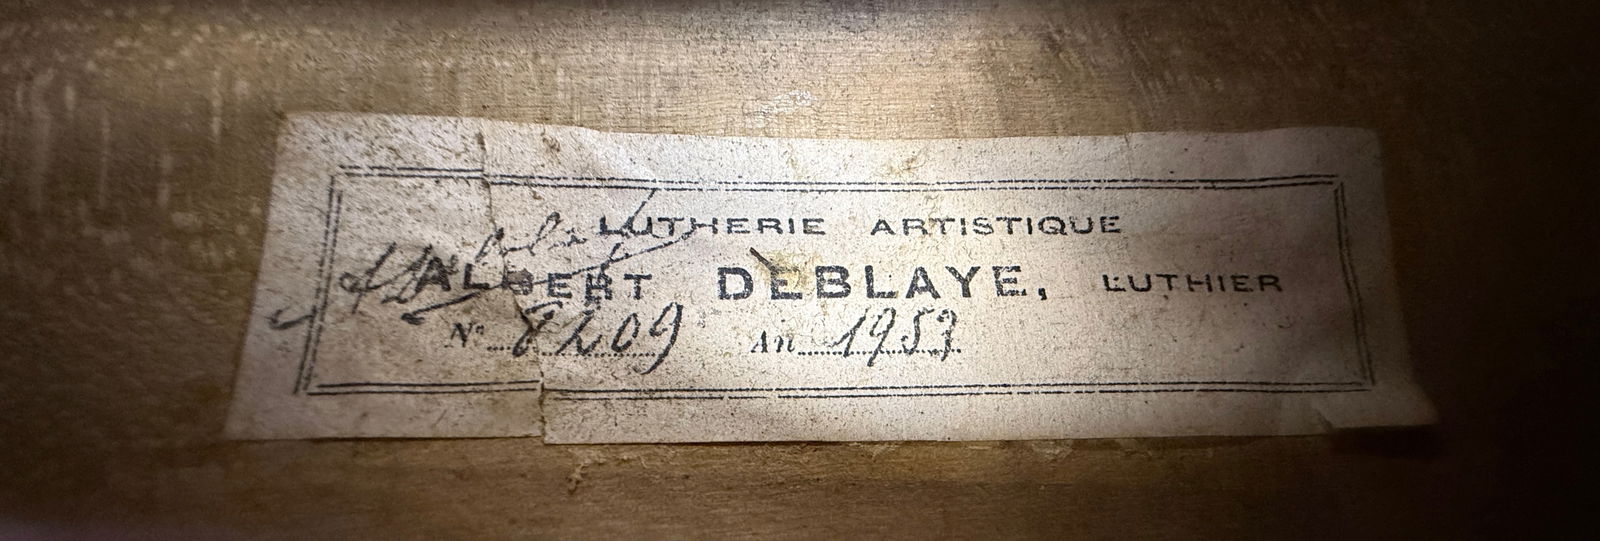 LUTHERIE ARTISTIQUE
ALBERT DEBLAYE, LUTHIER
N° 8209 An 1953